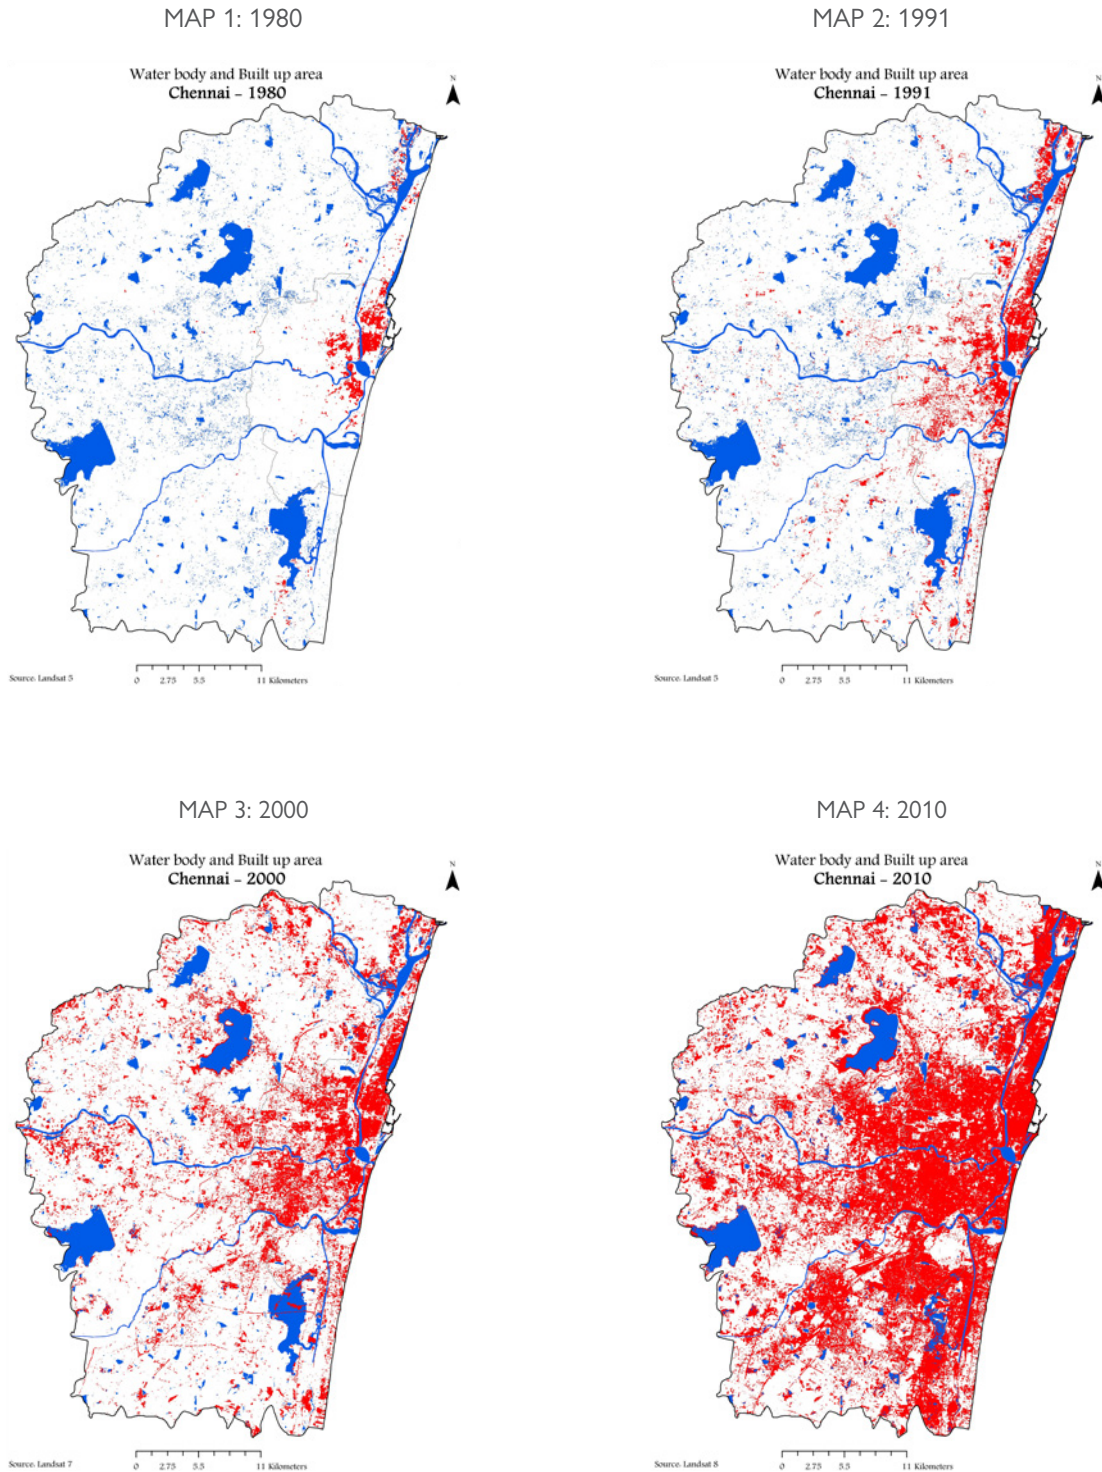 MAP 1: 1980
Water body and Built up area
Chennai - 1980
N
Source: Landsat 5
0 2.75 5.5 11 Kilometers
MAP 2: 1991
Water body and Built up area
Chennai - 1991
N
Source: Landsat 5
0 2.75 5.5 11 Kilometers
MAP 3: 2000
Water body and Built up area
Chennai - 2000
N
Source: Landsat 7
0 2.75 5.5 11 Kilometers
MAP 4: 2010
Water body and Built up area
Chennai - 2010
N
Source: Landsat 8
0 2.75 5.5 11 Kilometers